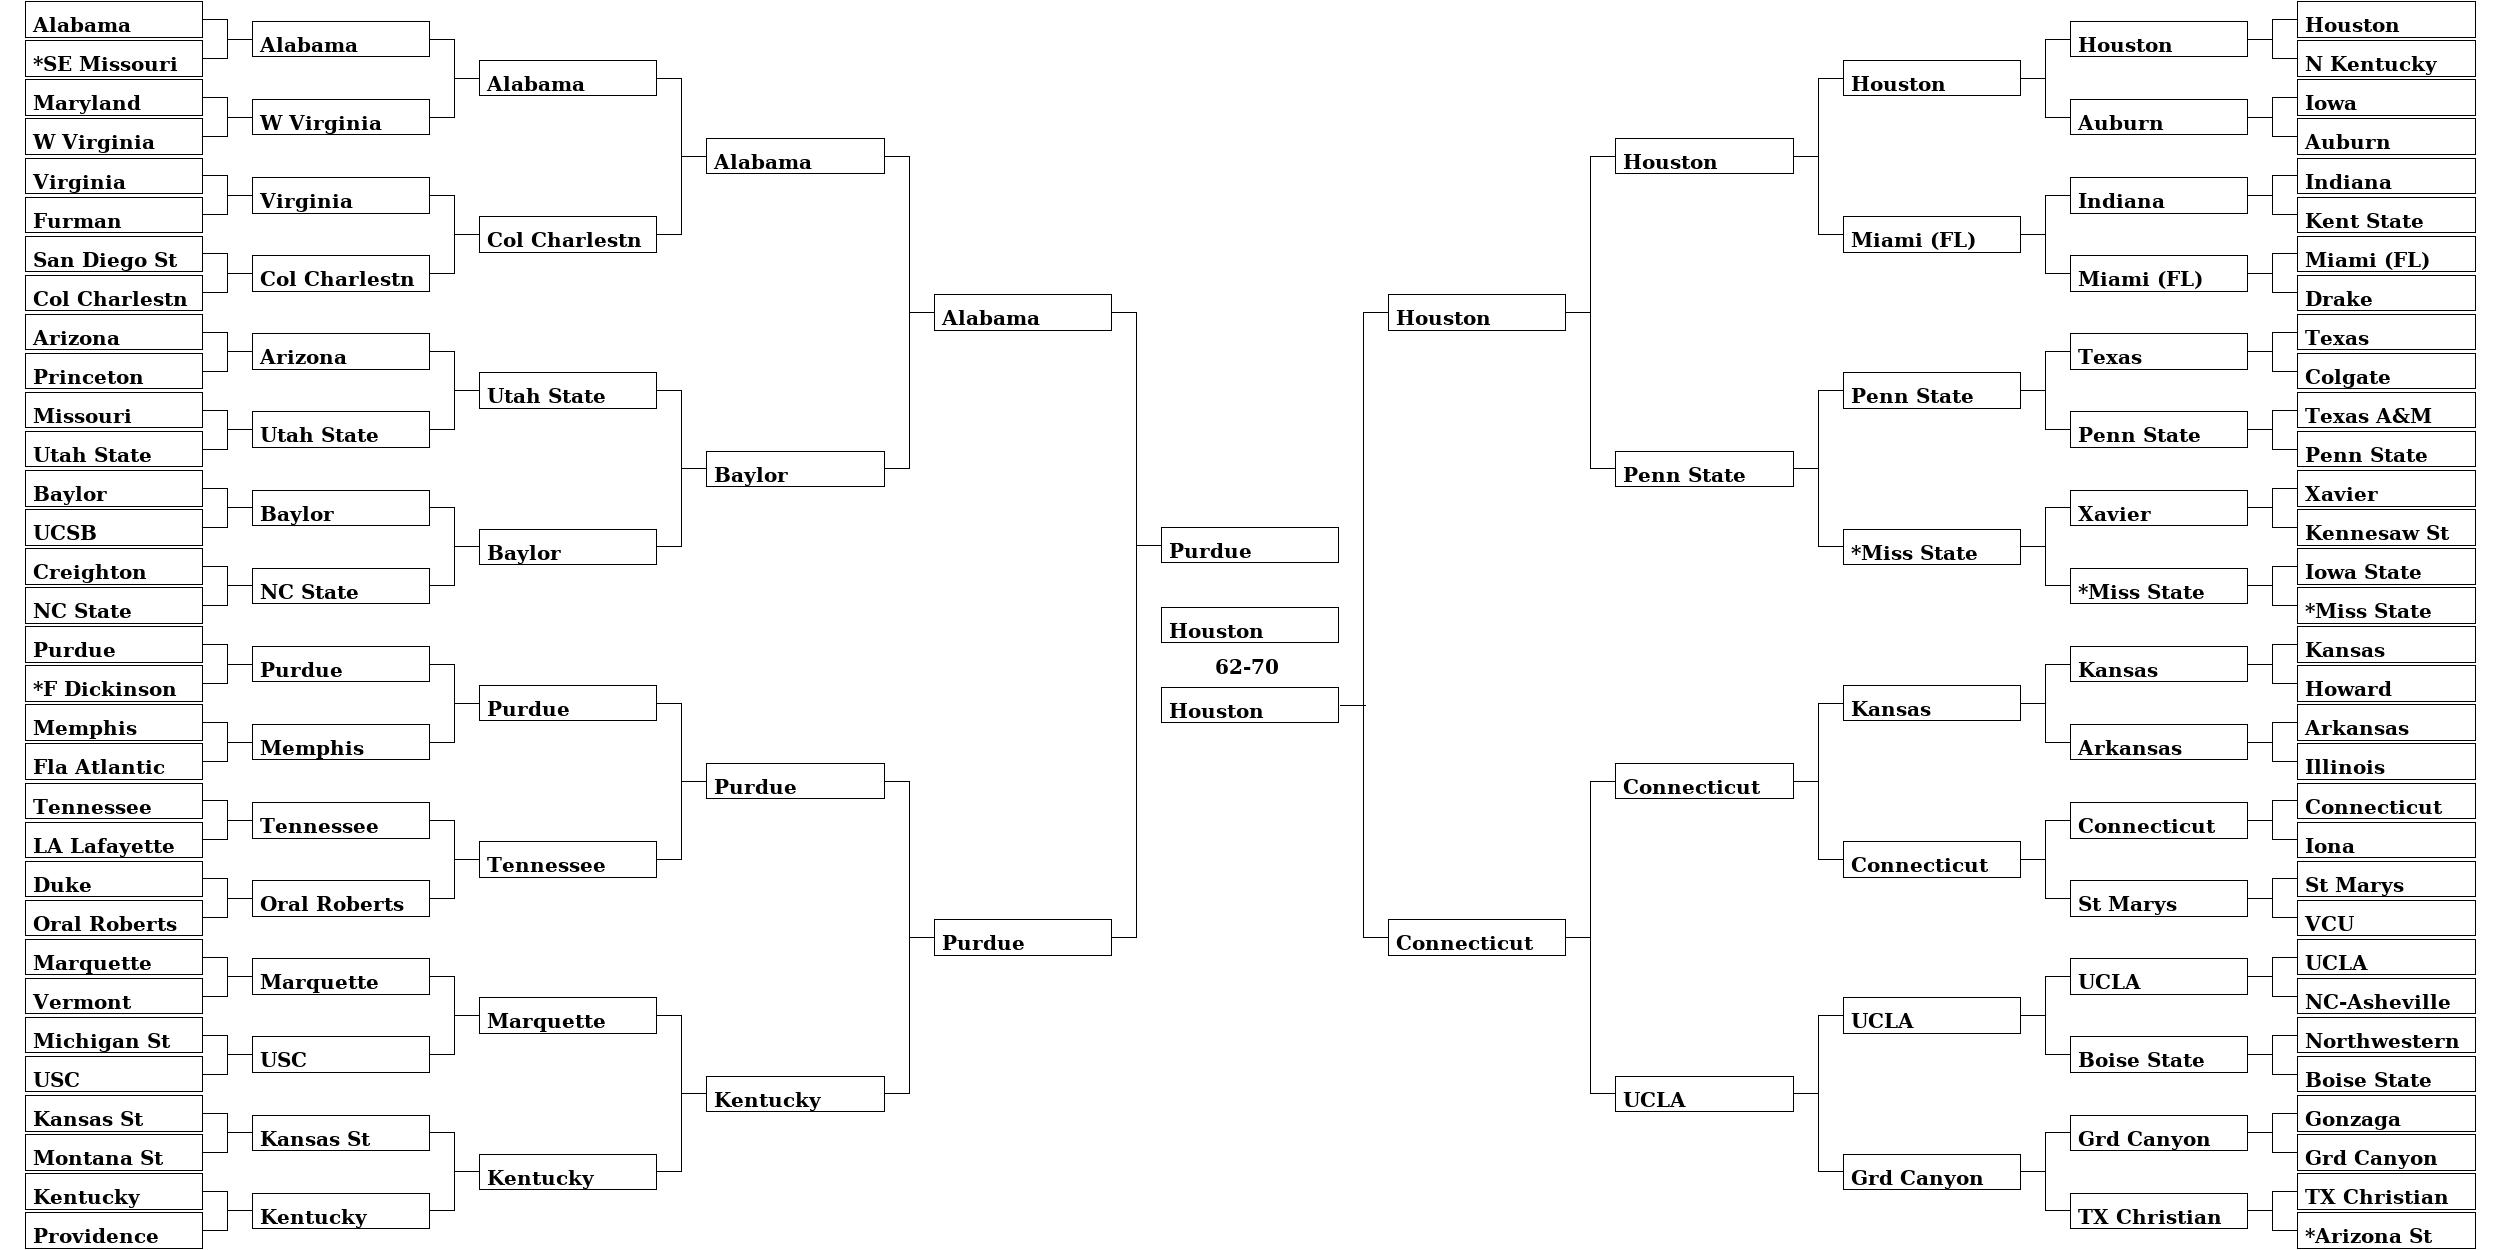 Alabama
*SE Missouri
Maryland
W Virginia
Virginia
Furman
San Diego St
Col Charlestn
Arizona
Princeton
Missouri
Utah State
Baylor
UCSB
Creighton
NC State
Purdue
*F Dickinson
Memphis
Fla Atlantic
Tennessee
LA Lafayette
Duke
Oral Roberts
Marquette
Vermont
Michigan St
USC
Kansas St
Montana St
Kentucky
Providence
Alabama
W Virginia
Virginia
Col Charlestn
Arizona
Utah State
Baylor
NC State
Purdue
Memphis
Tennessee
Oral Roberts
Marquette
USC
Kansas St
Kentucky
Alabama
Col Charlestn
Utah State
Baylor
Purdue
Tennessee
Marquette
Kentucky
Alabama
Baylor
Purdue
Kentucky
Alabama
Purdue
Purdue
Houston
62-70
Houston
Houston
Connecticut
Houston
Penn State
Connecticut
UCLA
Houston
Miami (FL)
Penn State
*Miss State
Kansas
Connecticut
UCLA
Grd Canyon
Houston
Auburn
Indiana
Miami (FL)
Texas
Penn State
Xavier
*Miss State
Kansas
Arkansas
Connecticut
St Marys
UCLA
Boise State
Grd Canyon
TX Christian
Houston
N Kentucky
Iowa
Auburn
Indiana
Kent State
Miami (FL)
Drake
Texas
Colgate
Texas A&M
Penn State
Xavier
Kennesaw St
Iowa State
*Miss State
Kansas
Howard
Arkansas
Illinois
Connecticut
Iona
St Marys
VCU
UCLA
NC-Asheville
Northwestern
Boise State
Gonzaga
Grd Canyon
TX Christian
*Arizona St